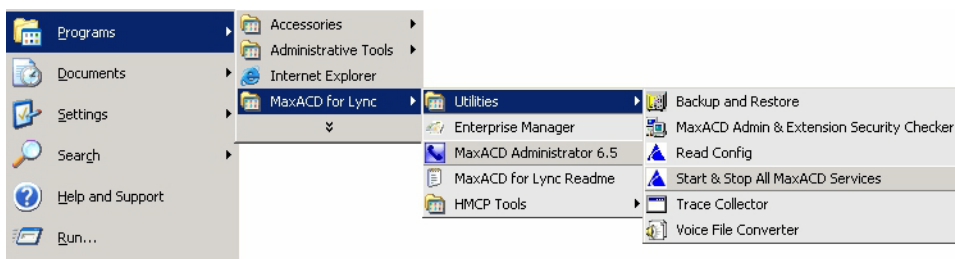 Programs
Documents
Settings
Search
Help and Support
Run...
Accessories
Administrative Tools
Internet Explorer
MaxACD for Lync
Utilities
Enterprise Manager
MaxACD Administrator 6.5
MaxACD for Lync Readme
HMCP Tools
Backup and Restore
MaxACD Admin & Extension Security Checker
Read Config
Start & Stop All MaxACD Services
Trace Collector
Voice File Converter